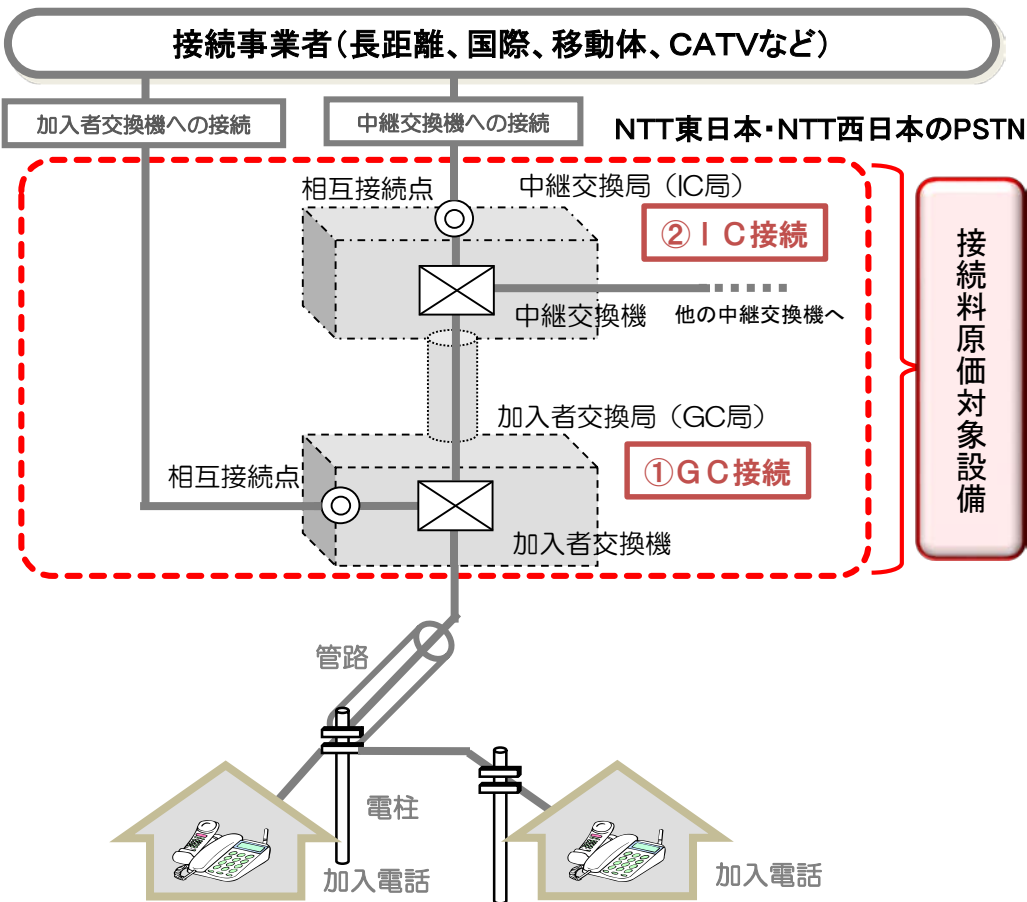 接続事業者（長距離、国際、移動体、CATVなど）
加入者交換機への接続
中継交換機への接続
NTT東日本・NTT西日本のPSTN
相互接続点
中継交換局（IC局）
②ＩＣ接続
中継交換機
他の中継交換機へ
接続料原価対象設備
加入者交換局（GC局）
①ＧＣ接続
相互接続点
加入者交換機
管路
電柱
加入電話
加入電話